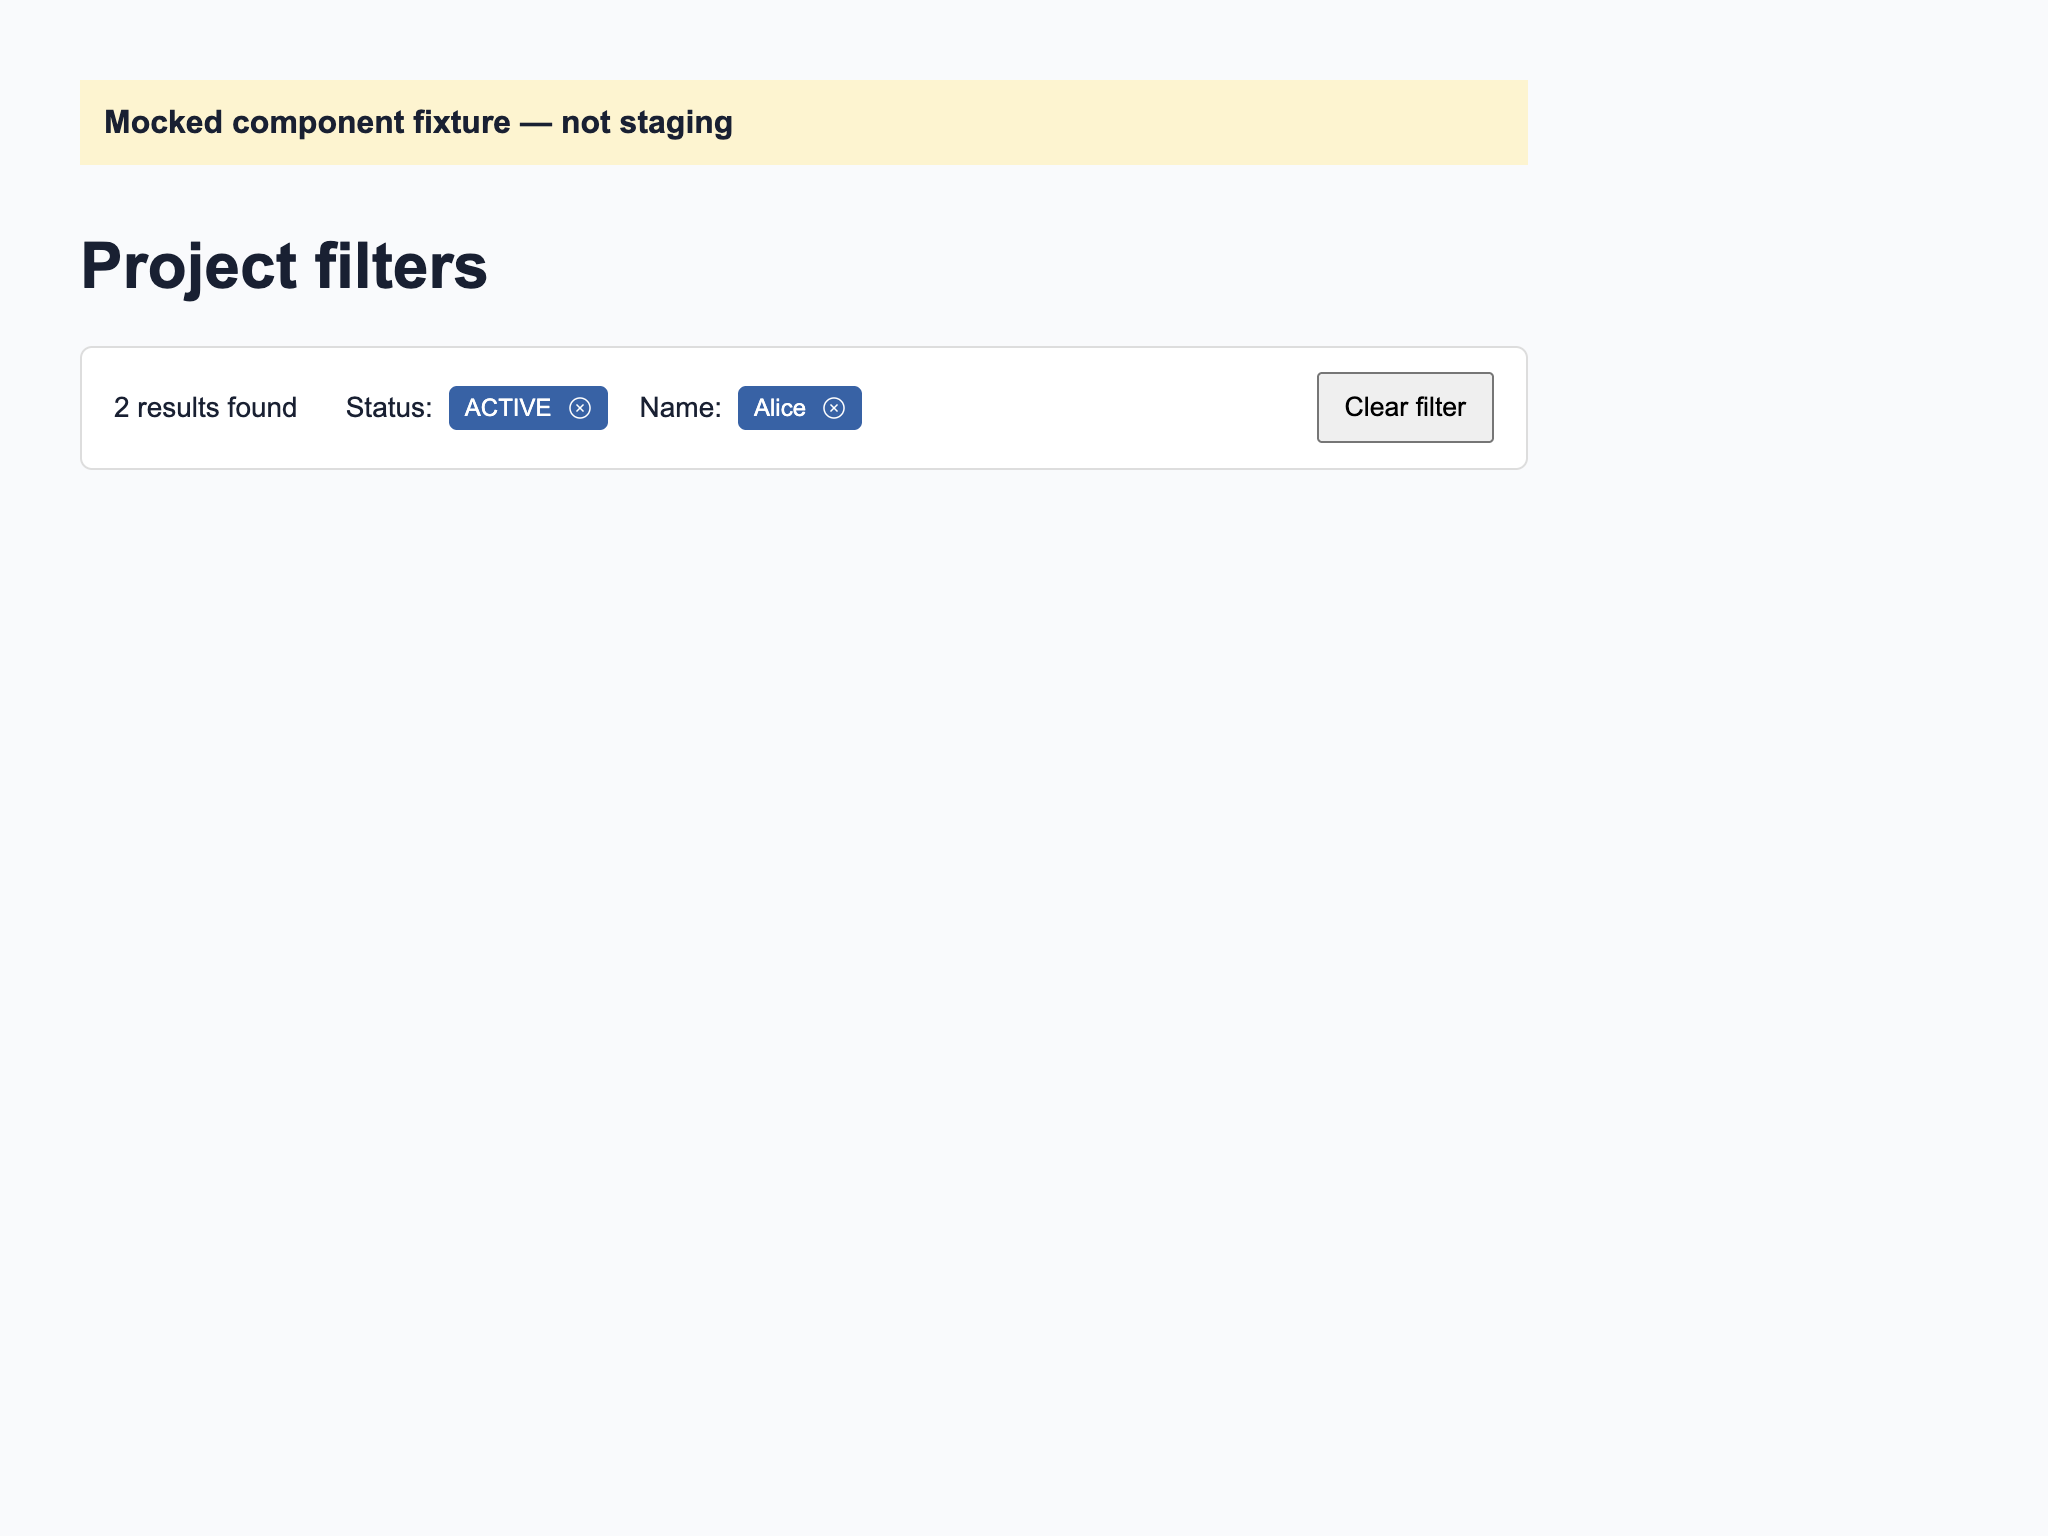 Mocked component fixture — not staging
Project filters
2 results found Status: ACTIVE Name: Alice Clear filter